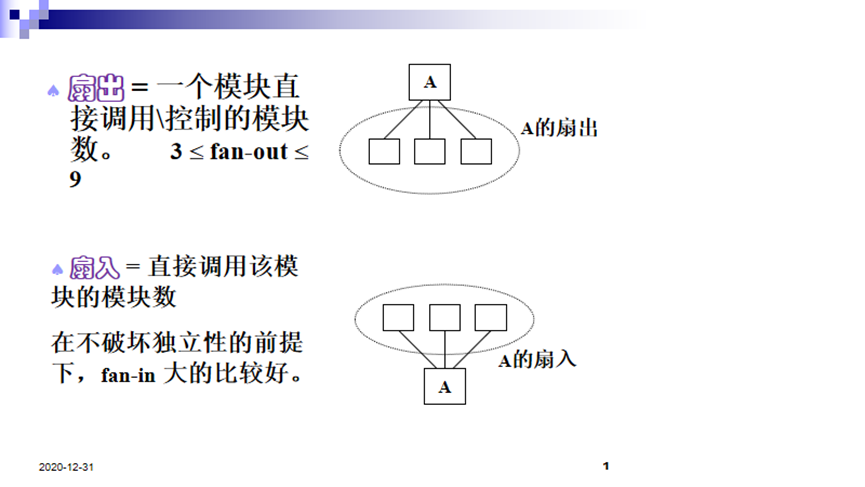 扇出 = 一个模块直
接调用\控制的模块
数。 3 ≤ fan-out ≤
9
A
A的扇出
扇入 = 直接调用该模
块的模块数
在不破坏独立性的前提
下，fan-in 大的比较好。
A的扇入
A
2020-12-31
1